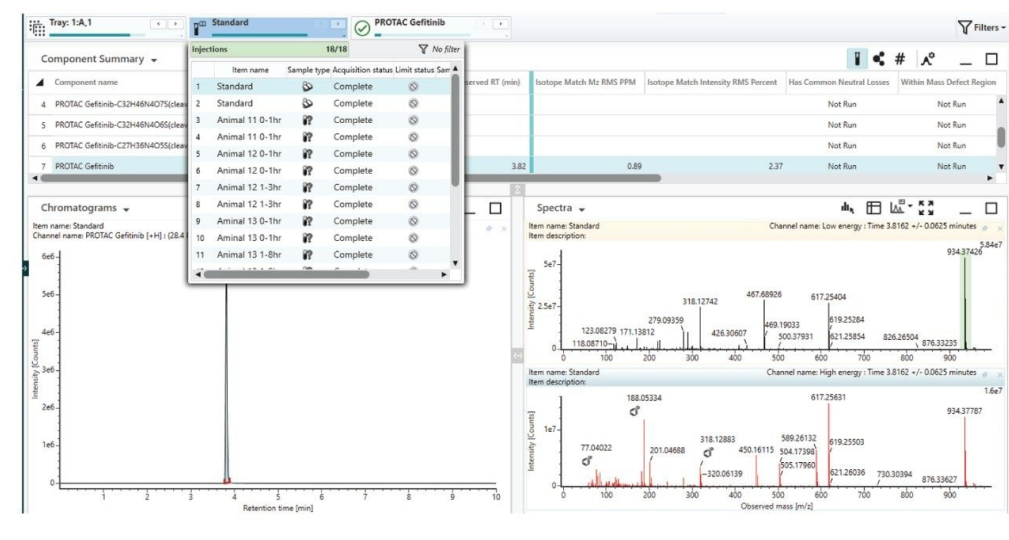 Tray: 1:A,1
Standard
PROTAC Gefitinib
Filters
Injections 18/18 No filter
Item name Sample type Acquisition status Limit status Sam
1 Standard Complete
2 Standard Complete
3 Animal 11 0-1hr Complete
4 Animal 11 0-1hr Complete
5 Animal 12 0-1hr Complete
6 Animal 12 0-1hr Complete
7 Animal 12 1-3hr Complete
8 Animal 12 1-3hr Complete
9 Aminal 13 0-1hr Complete
10 Aminal 13 0-1hr Complete
11 Animal 13 1-8hr Complete
Component Summary
#
Component name
served RT (min) Isotope Match Mz RMS PPM Isotope Match Intensity RMS Percent Has Common Neutral Losses Within Mass Defect Region
4 PROTAC Gefitinib-C32H46N4O7S(cleav Not Run Not Run
5 PROTAC Gefitinib-C32H46N4O6S(cleav Not Run Not Run
6 PROTAC Gefitinib-C27H36N4O5S(cleav Not Run Not Run
7 PROTAC Gefitinib 3.82 0.89 2.37 Not Run Not Run
Chromatograms
Item name: Standard
Channel name: PROTAC Gefitinib [+H] : (28.4
6e6
5e6
4e6
3e6
2e6
1e6
0
Intensity [Counts]
1 2 3 4 5 6 7 8 9 10
Retention time [min]
Spectra
Item name: Standard
Channel name: Low energy : Time 3.8162 +/- 0.0625 minutes
Item description:
5.84e7
934.37426
5e7
2.5e7
0
Intensity [Counts]
467.68926
617.25404
318.12742
279.09359
619.25284
469.19033
123.08279
171.13812
426.30607
500.37931
621.25854
826.26504
118.08710
876.33235
0 100 200 300 400 500 600 700 800 900
Item name: Standard
Channel name: High energy : Time 3.8162 +/- 0.0625 minutes
Item description:
1.6e7
617.25631
188.05334
934.37787
1e7
0
Intensity [Counts]
318.12883
589.26132
619.25503
77.04022
201.04688
450.16115
504.17398
505.17960
320.06139
621.26036
730.30394
876.33627
0 100 200 300 400 500 600 700 800 900
Observed mass [m/z]